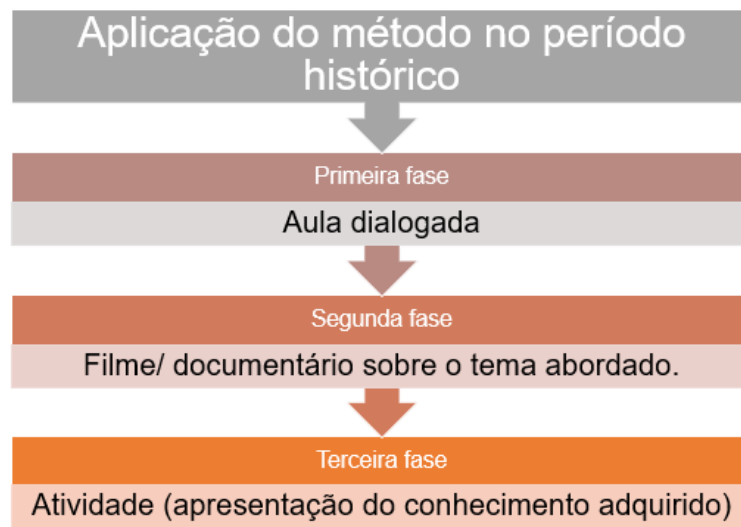 Aplicação do método no período
histórico
Primeira fase
Aula dialogada
Segunda fase
Filme/ documentário sobre o tema abordado.
Terceira fase
Atividade (apresentação do conhecimento adquirido)